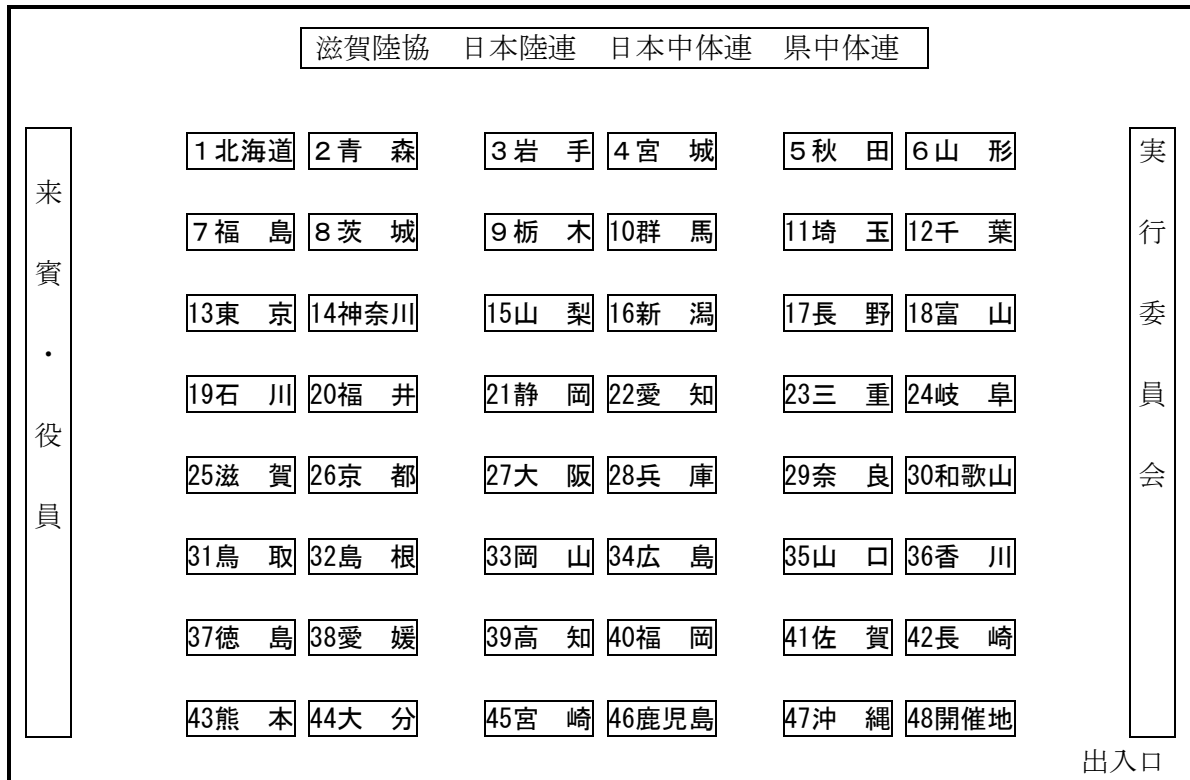 滋賀陸協　日本陸連　日本中体連　県中体連
来賓・役員
１北海道 ２青　森 ３岩　手 ４宮　城 ５秋　田 ６山　形
７福　島 ８茨　城 ９栃　木 10群　馬 11埼　玉 12千　葉
13東　京 14神奈川 15山　梨 16新　潟 17長　野 18富　山
19石　川 20福　井 21静　岡 22愛　知 23三　重 24岐　阜
25滋　賀 26京　都 27大　阪 28兵　庫 29奈　良 30和歌山
31鳥　取 32島　根 33岡　山 34広　島 35山　口 36香　川
37徳　島 38愛　媛 39高　知 40福　岡 41佐　賀 42長　崎
43熊　本 44大　分 45宮　崎 46鹿児島 47沖　縄 48開催地
実行委員会
出入口